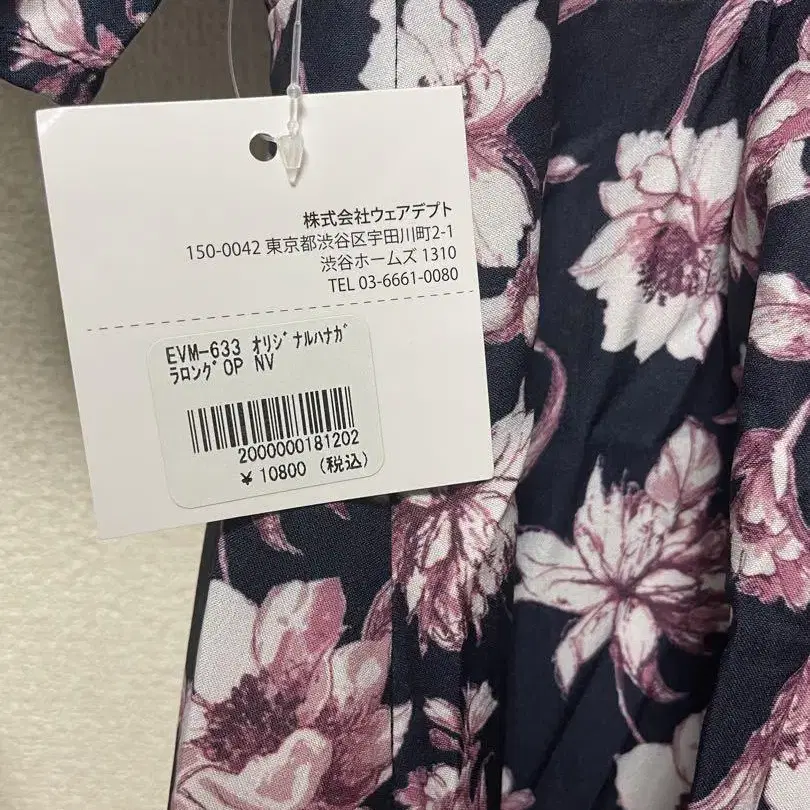 株式会社ウェアデプト
150-0042 東京都渋谷区宇田川町2-1
渋谷ホームズ 1310
TEL 03-6661-0080
EVM-633 ｵﾘｼﾞﾅﾙﾊﾅｶﾞ
ﾗﾛﾝｸﾞOP NV
2000000181202
¥ 10800 (税込)